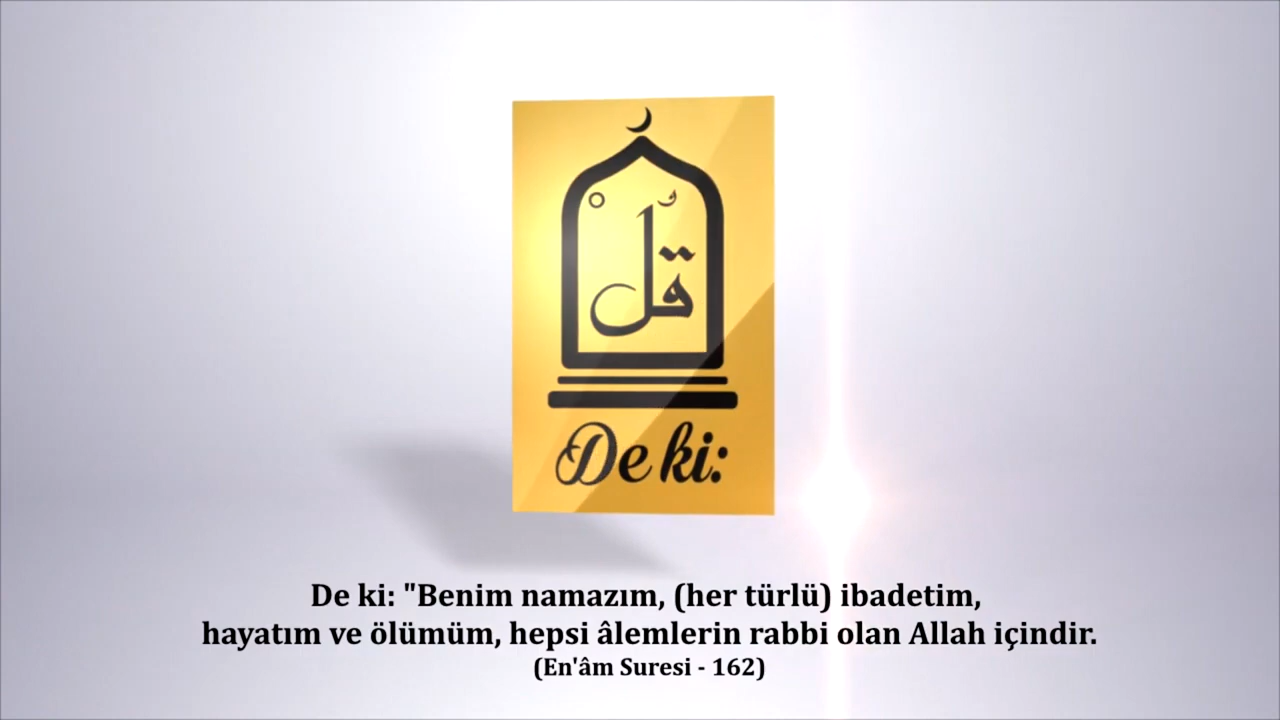 قُلْ
De ki:
De ki: "Benim namazım, (her türlü) ibadetim,
hayatım ve ölümüm, hepsi âlemlerin rabbi olan Allah içindir.
(En'âm Suresi - 162)